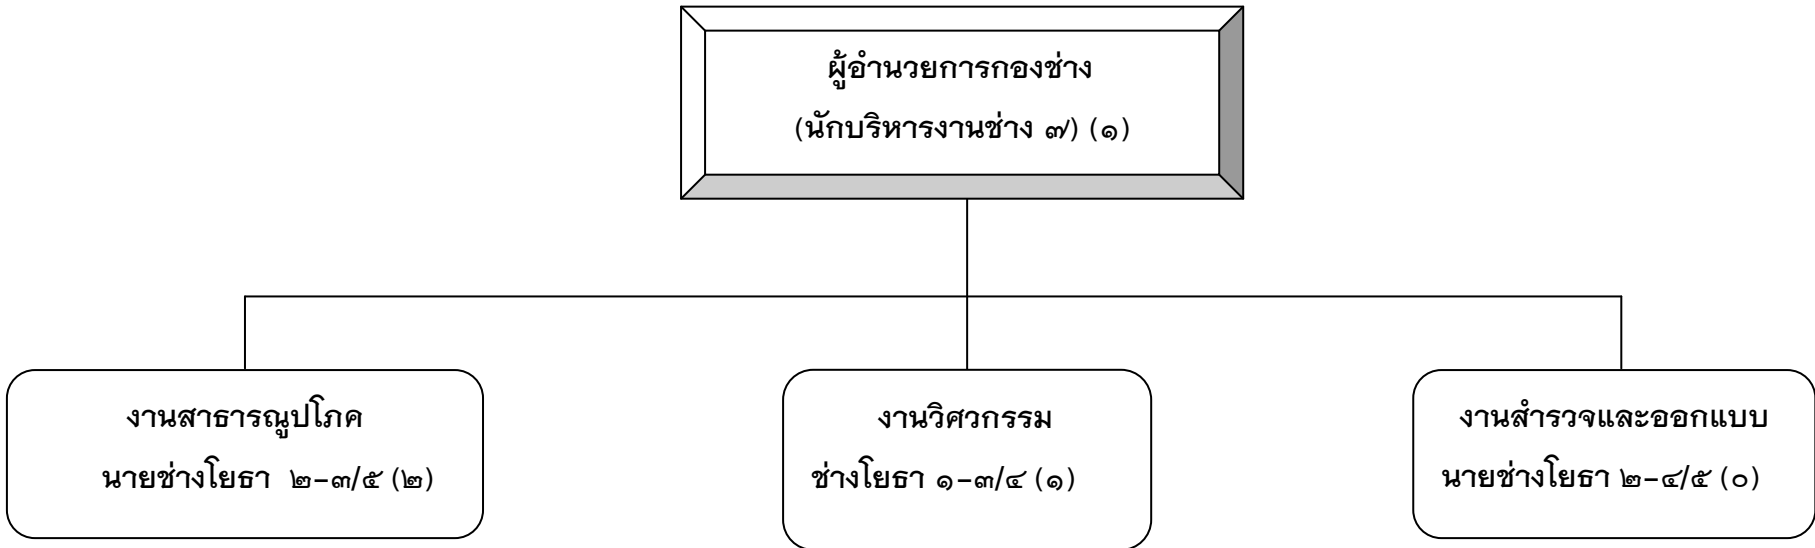 ผู้อำนวยการกองช่าง
(นักบริหารงานช่าง ๗) (๑)
งานสาธารณูปโภค
นายช่างโยธา ๒-๓/๕ (๒)
งานวิศวกรรม
ช่างโยธา ๑-๓/๔ (๑)
งานสำรวจและออกแบบ
นายช่างโยธา ๒-๔/๕ (๐)